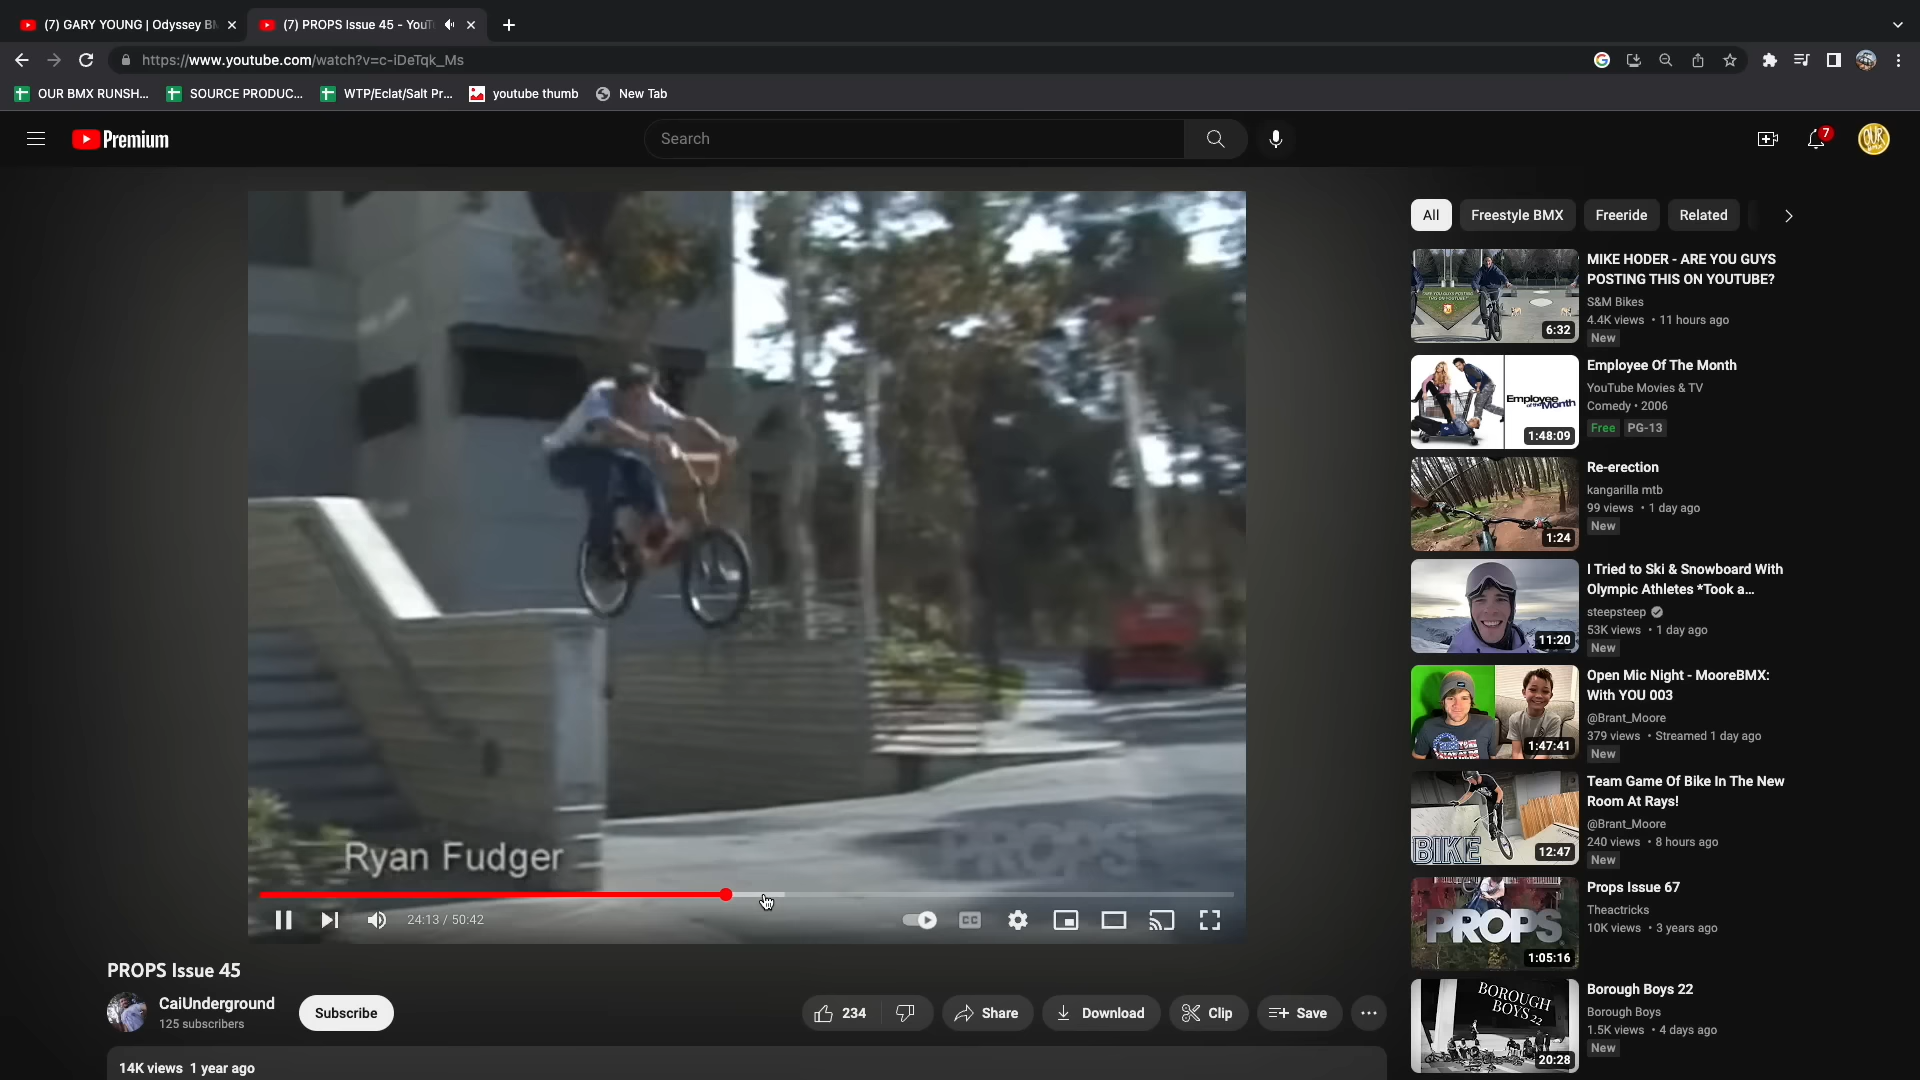 (7) GARY YOUNG | Odyssey BM
(7) PROPS Issue 45 - YouT
https://www.youtube.com/watch?v=c-iDeTqk_Ms
OUR BMX RUNSH...
SOURCE PRODUC...
WTP/Eclat/Salt Pr...
youtube thumb
New Tab
Premium
Search
7
OUR
All
Freestyle BMX
Freeride
Related
MIKE HODER - ARE YOU GUYS
POSTING THIS ON YOUTUBE?
S&M Bikes
4.4K views • 11 hours ago
New
6:32
Employee Of The Month
YouTube Movies & TV
Comedy • 2006
Free
PG-13
Employee of the Month
1:48:09
Re-erection
kangarilla mtb
99 views • 1 day ago
New
1:24
I Tried to Ski & Snowboard With
Olympic Athletes *Took a...
steepsteep
53K views • 1 day ago
New
11:20
Open Mic Night - MooreBMX:
With YOU 003
@Brant_Moore
379 views • Streamed 1 day ago
New
1:47:41
Team Game Of Bike In The New
Room At Rays!
@Brant_Moore
240 views • 8 hours ago
New
BIKE
12:47
Props Issue 67
Theactricks
10K views • 3 years ago
PROPS
1:05:16
Borough Boys 22
Borough Boys
1.5K views • 4 days ago
New
BOROUGH
BOYS 22
20:28
Ryan Fudger
PROPS
24:13 / 50:42
CC
PROPS Issue 45
CaiUnderground
125 subscribers
Subscribe
234
Share
Download
Clip
Save
14K views 1 year ago